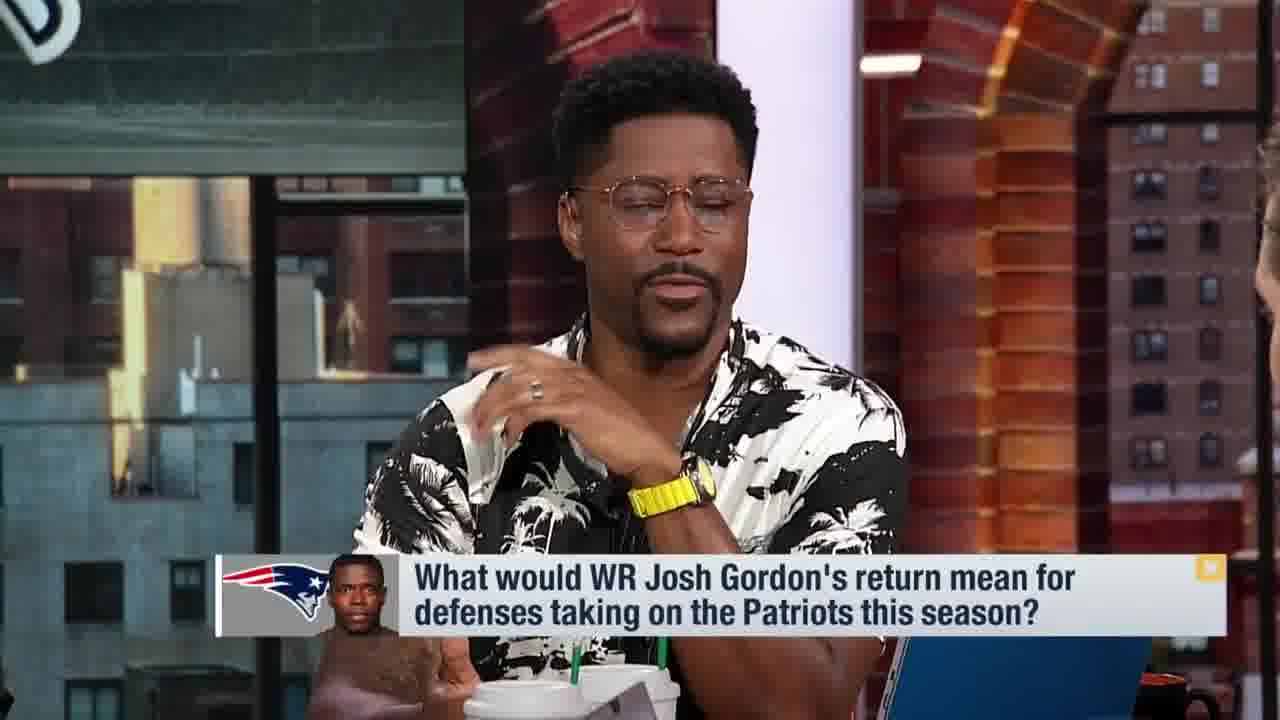 What would WR Josh Gordon's return mean for
defenses taking on the Patriots this season?